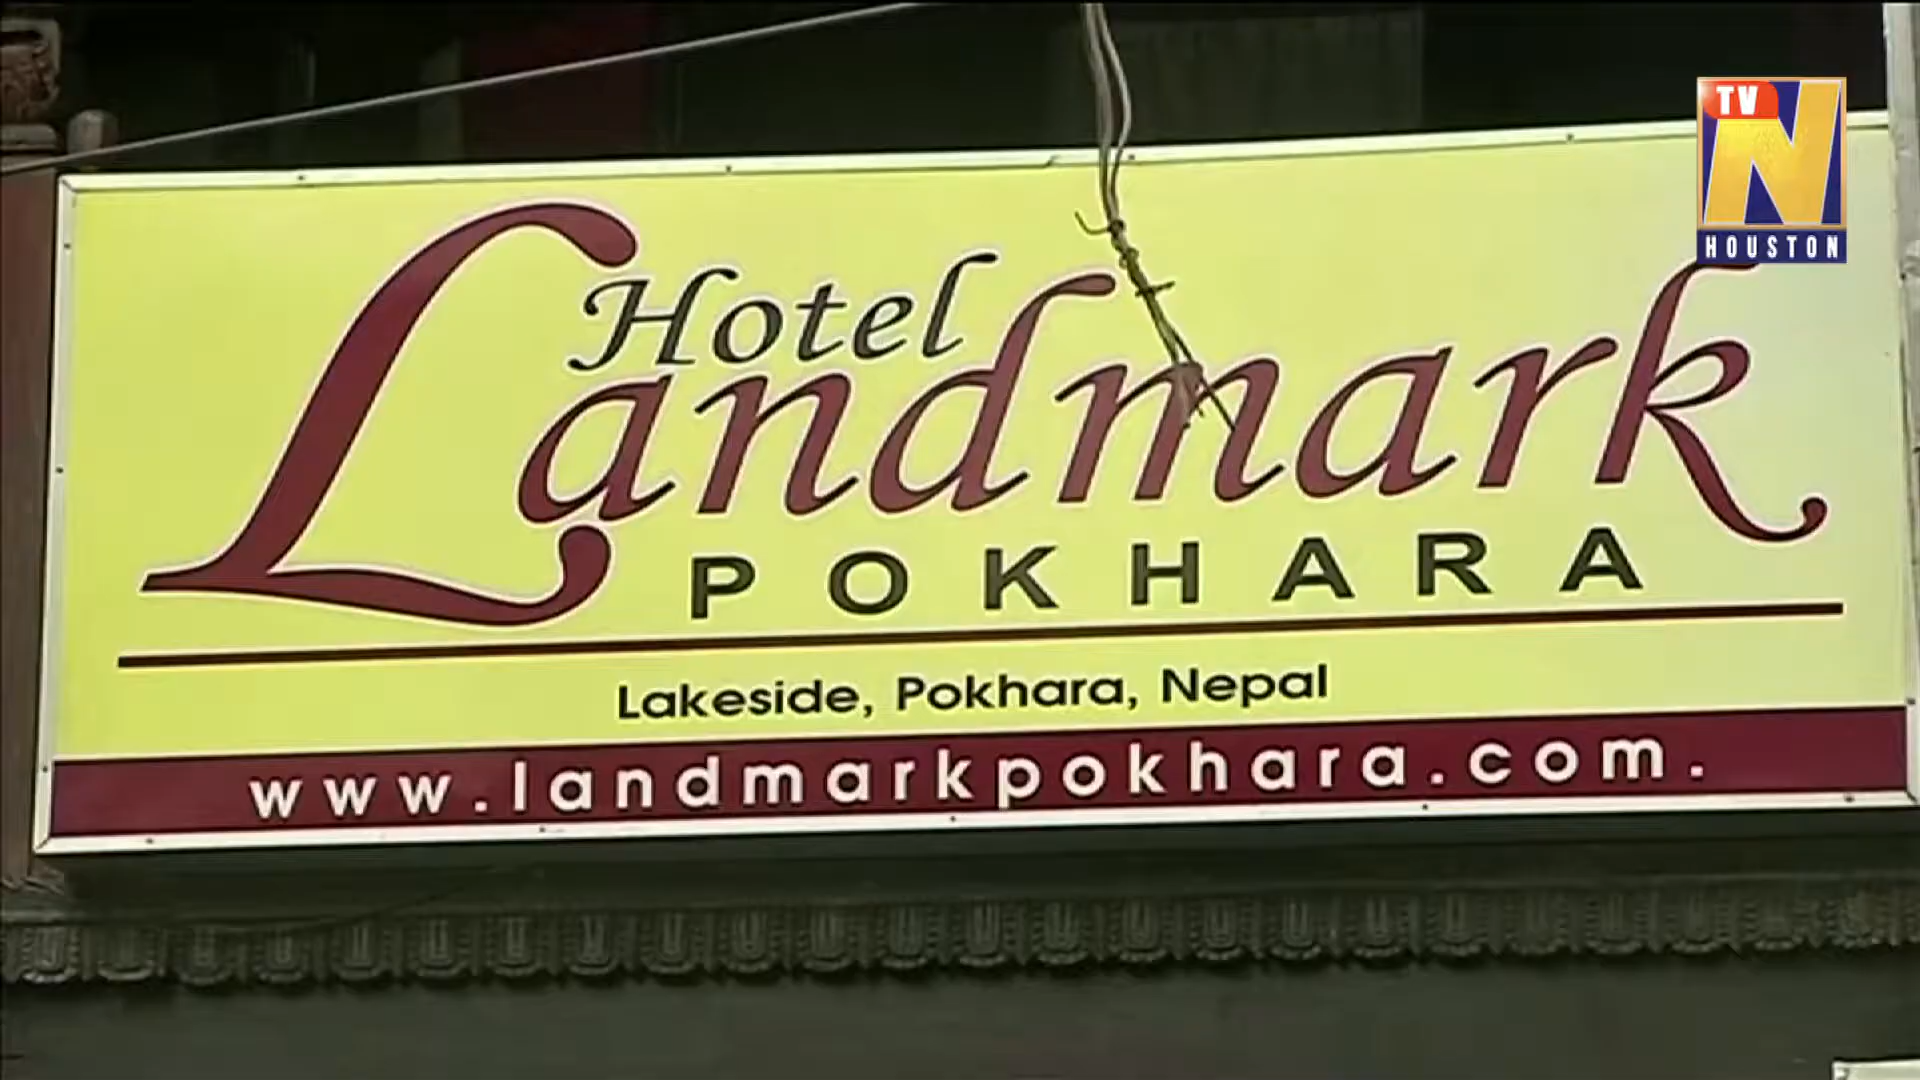 TV N
HOUSTON
Hotel
Landmark
POKHARA
Lakeside, Pokhara, Nepal
www.landmarkpokhara.com.